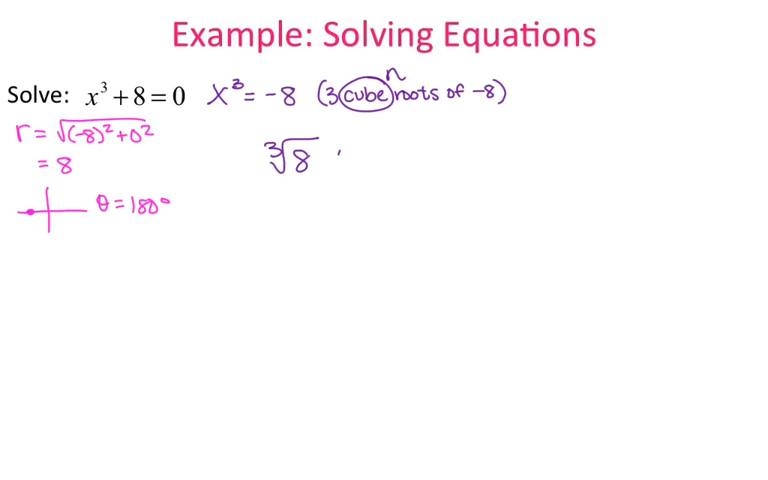 Example: Solving Equations
n
Solve: x³ + 8 = 0 x³ = -8 (3 cube roots of -8)
r = √(-8)² + 0²
= 8
∛8
θ = 180°